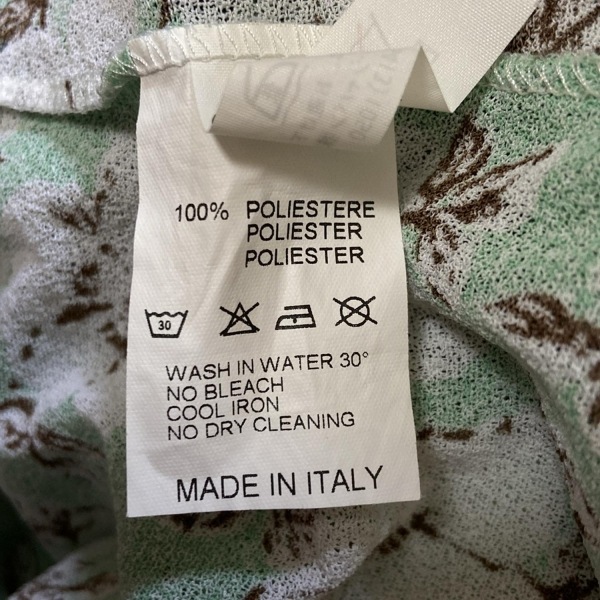 100% POLIESTERE
POLIESTER
POLIESTER
30
WASH IN WATER 30°
NO BLEACH
COOL IRON
NO DRY CLEANING
MADE IN ITALY